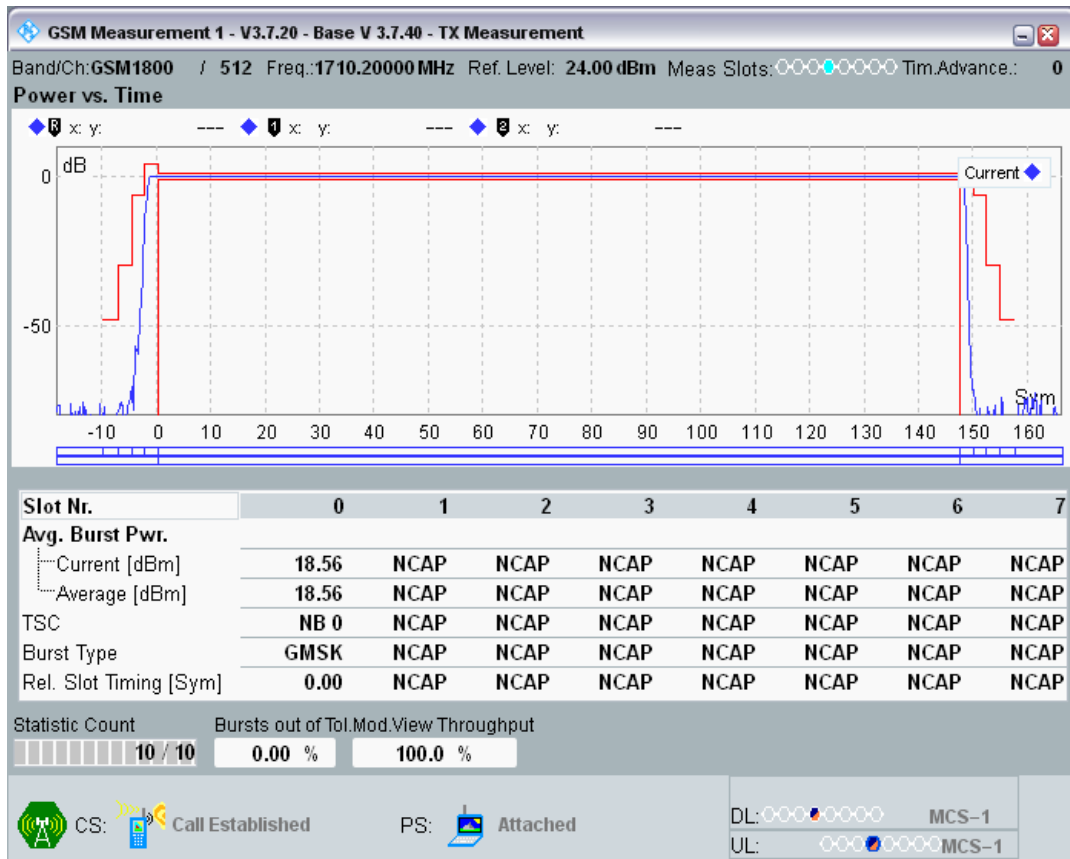 GSM Measurement 1 - V3.7.20 - Base V 3.7.40 - TX Measurement
Band/Ch:GSM1800 / 512 Freq.:1710.20000 MHz Ref. Level: 24.00 dBm Meas Slots: Tim.Advance.: 0
Power vs. Time
R x: y: --- 1 x: y: --- 2 x: y: ---
dB
Current
0
-50
Sym
-10 0 10 20 30 40 50 60 70 80 90 100 110 120 130 140 150 160
Slot Nr. 0 1 2 3 4 5 6 7
Avg. Burst Pwr.
Current [dBm] 18.56 NCAP NCAP NCAP NCAP NCAP NCAP NCAP
Average [dBm] 18.56 NCAP NCAP NCAP NCAP NCAP NCAP NCAP
TSC NB 0 NCAP NCAP NCAP NCAP NCAP NCAP NCAP
Burst Type GMSK NCAP NCAP NCAP NCAP NCAP NCAP NCAP
Rel. Slot Timing [Sym] 0.00 NCAP NCAP NCAP NCAP NCAP NCAP NCAP
Statistic Count Bursts out of Tol. Mod.View Throughput
10 / 10 0.00 % 100.0 %
CS: Call Established PS: Attached DL: MCS-1
UL: MCS-1